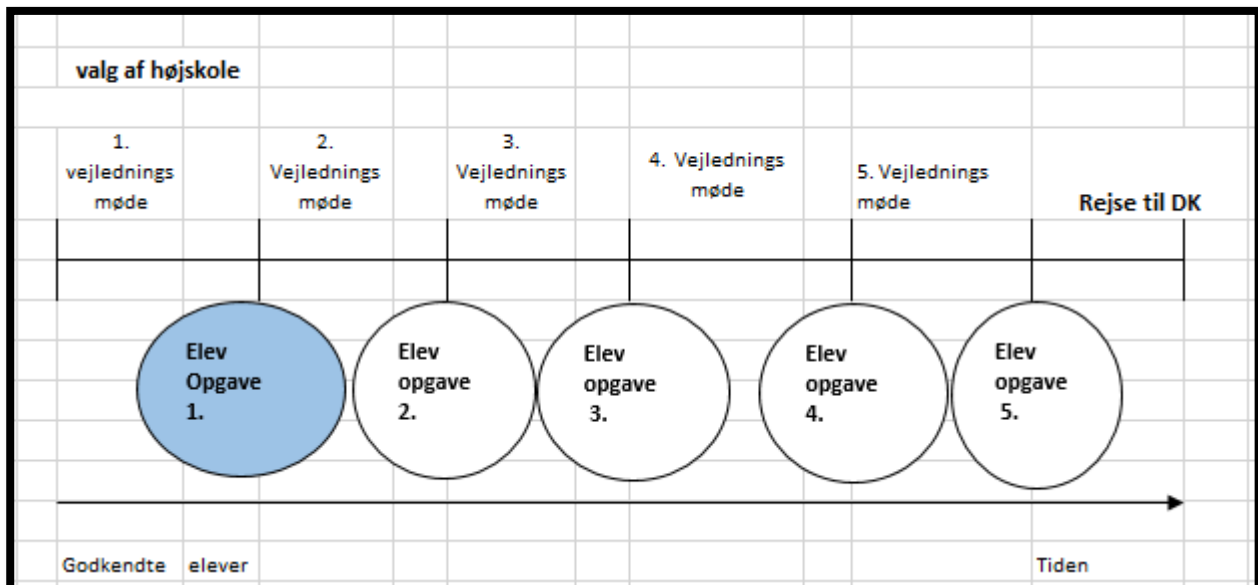 valg af højskole
1.
vejlednings
møde
2.
Vejlednings
møde
3.
Vejlednings
møde
4. Vejlednings
møde
5. Vejlednings
møde
Rejse til DK
Elev
Opgave
1.
Elev
opgave
2.
Elev
opgave
3.
Elev
opgave
4.
Elev
opgave
5.
Godkendte elever
Tiden